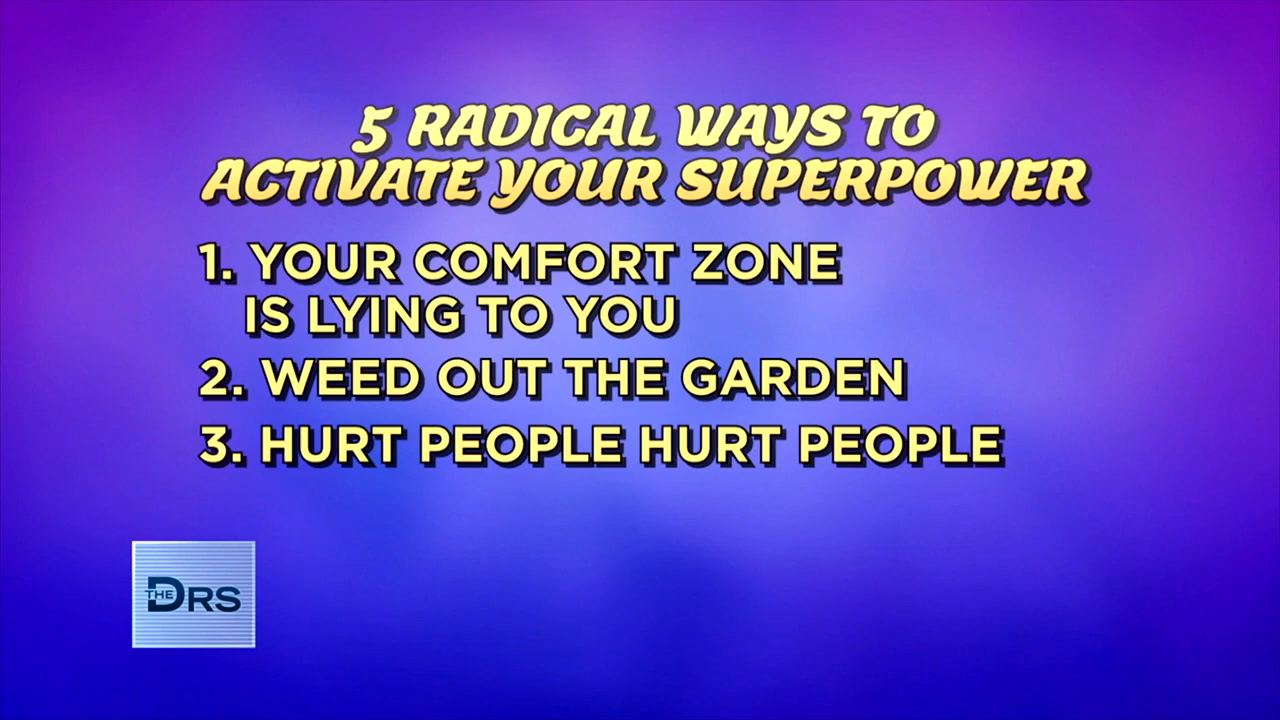 5 RADICAL WAYS TO
ACTIVATE YOUR SUPERPOWER
1. YOUR COMFORT ZONE
IS LYING TO YOU
2. WEED OUT THE GARDEN
3. HURT PEOPLE HURT PEOPLE
THE DRS